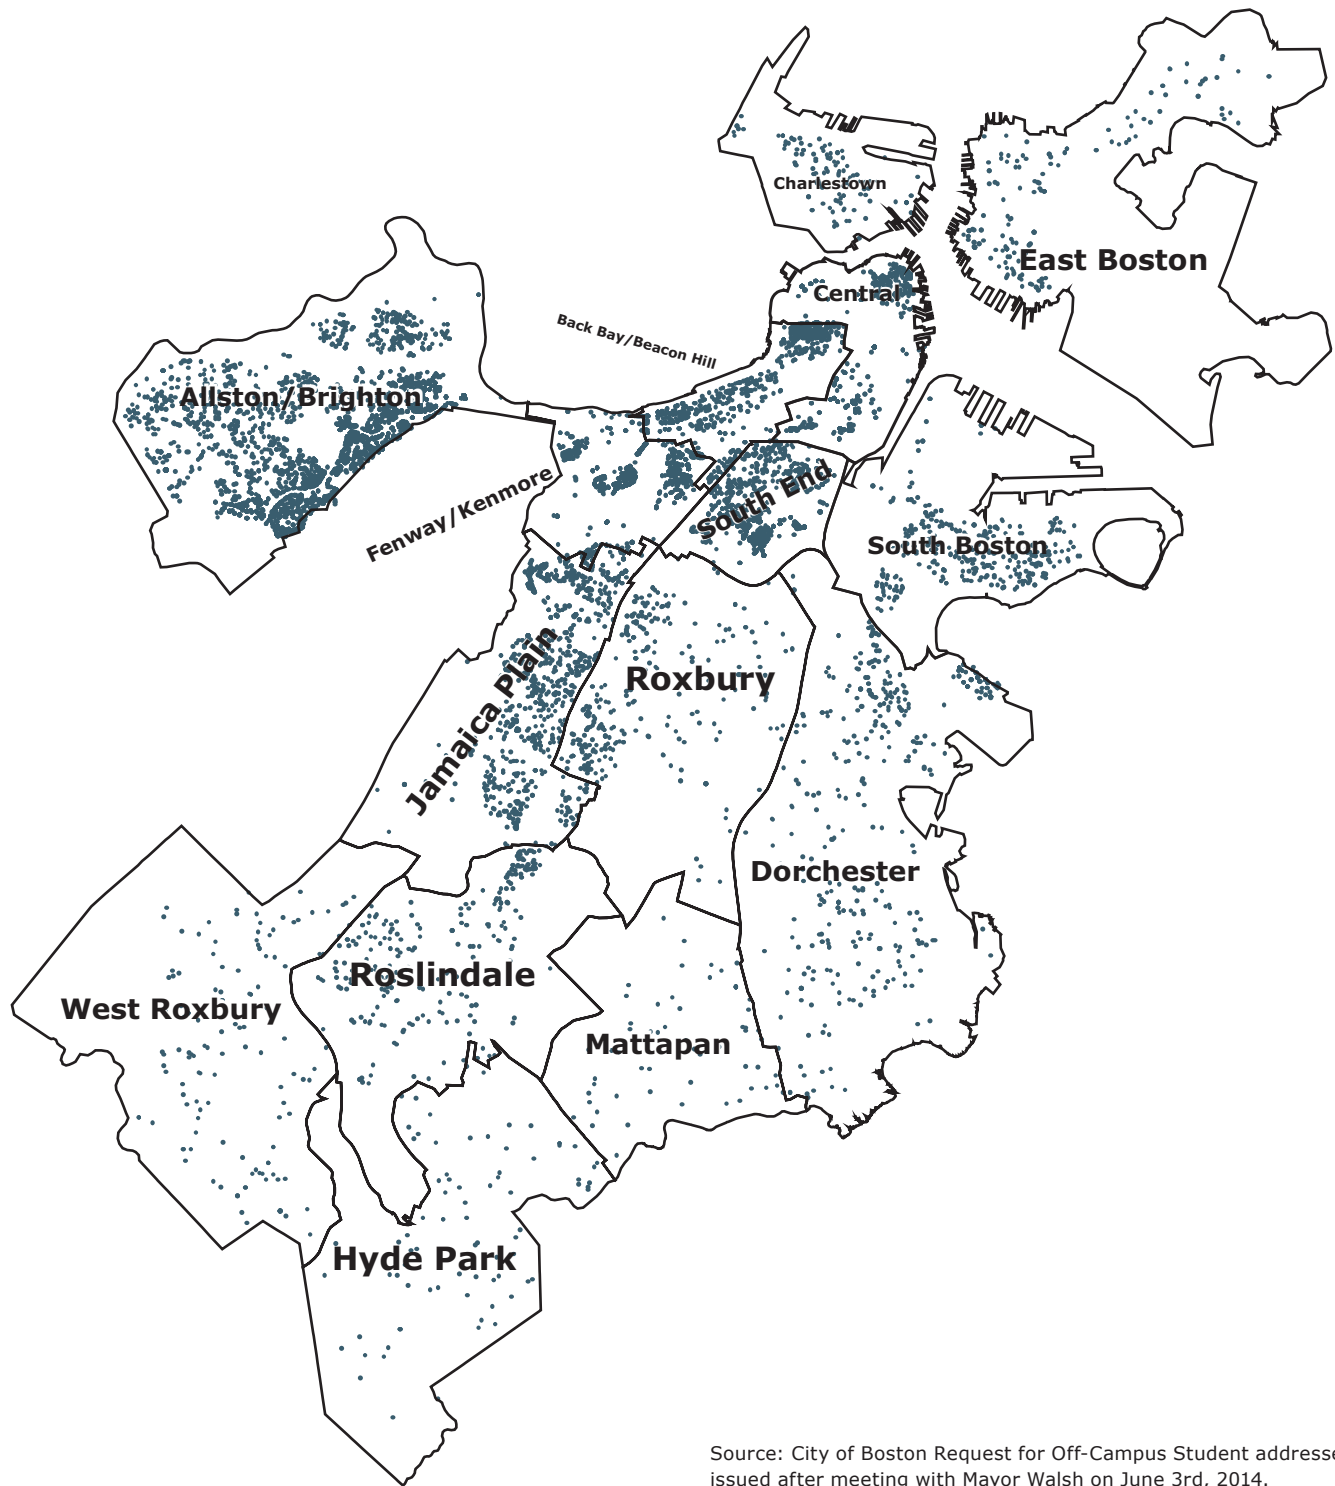 Charlestown
East Boston
Central
Back Bay/Beacon Hill
Allston/Brighton
South End
Fenway/Kenmore
South Boston
Jamaica Plain
Roxbury
Dorchester
Roslindale
West Roxbury
Mattapan
Hyde Park
Source: City of Boston Request for Off-Campus Student addresse
issued after meeting with Mayor Walsh on June 3rd, 2014.